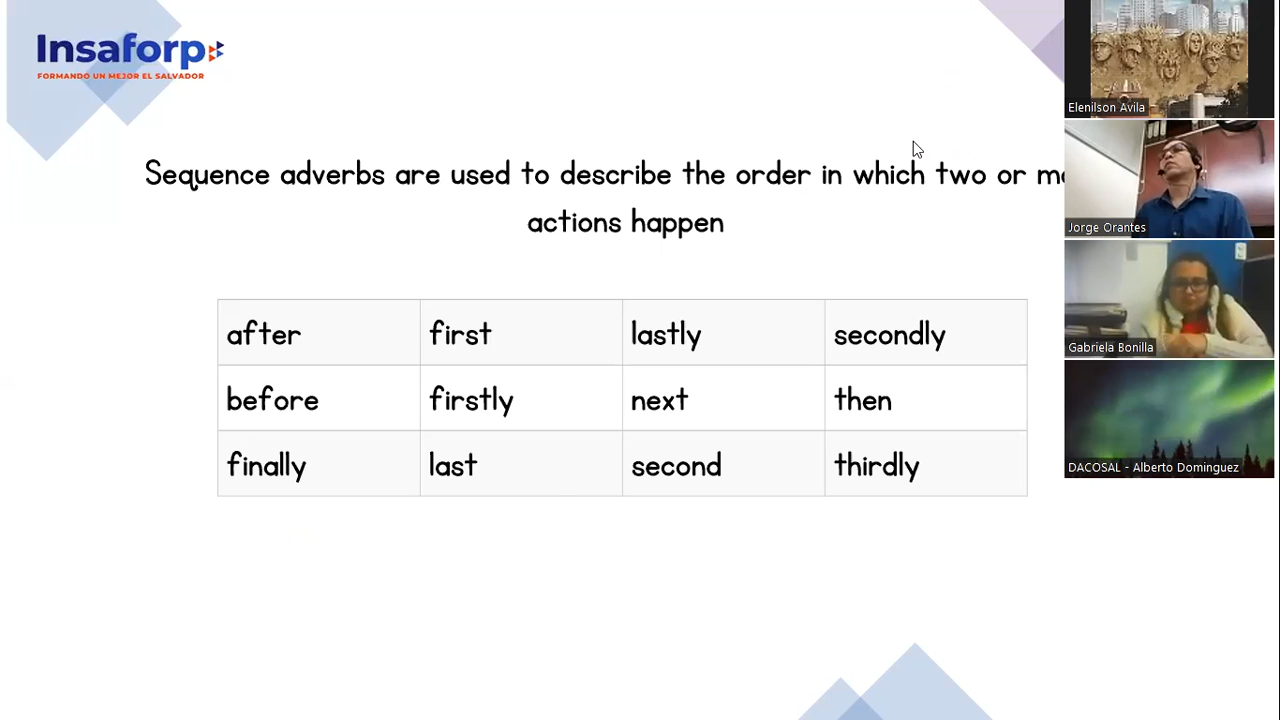 Insaforp
FORMANDO UN MEJOR EL SALVADOR
Sequence adverbs are used to describe the order in which two or
actions happen
after first lastly secondly
before firstly next then
finally last second thirdly
Elenilson Avila
Jorge Orantes
Gabriela Bonilla
DACOSAL - Alberto Dominguez